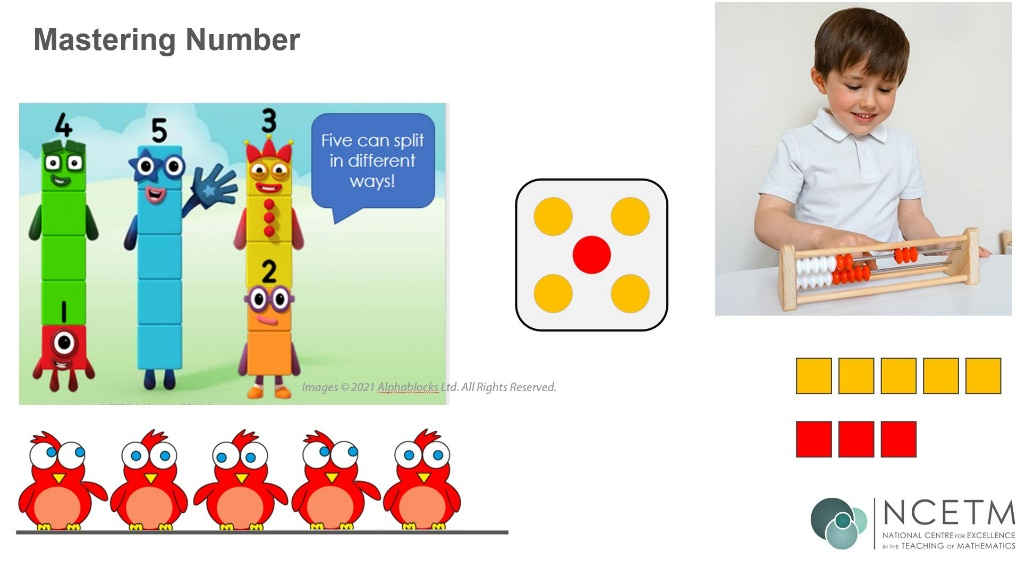 Mastering Number
4
5
3
Five can split
in different
ways!
2
1
Images © 2021 Alphablocks Ltd. All Rights Reserved.
NCETM
NATIONAL CENTRE FOR EXCELLENCE
IN THE TEACHING OF MATHEMATICS